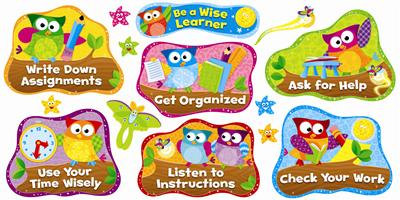 Be a Wise
Learner
Write Down
Assignments
Get Organized
Ask for Help
Use Your
Time Wisely
Listen to
Instructions
Check Your Work